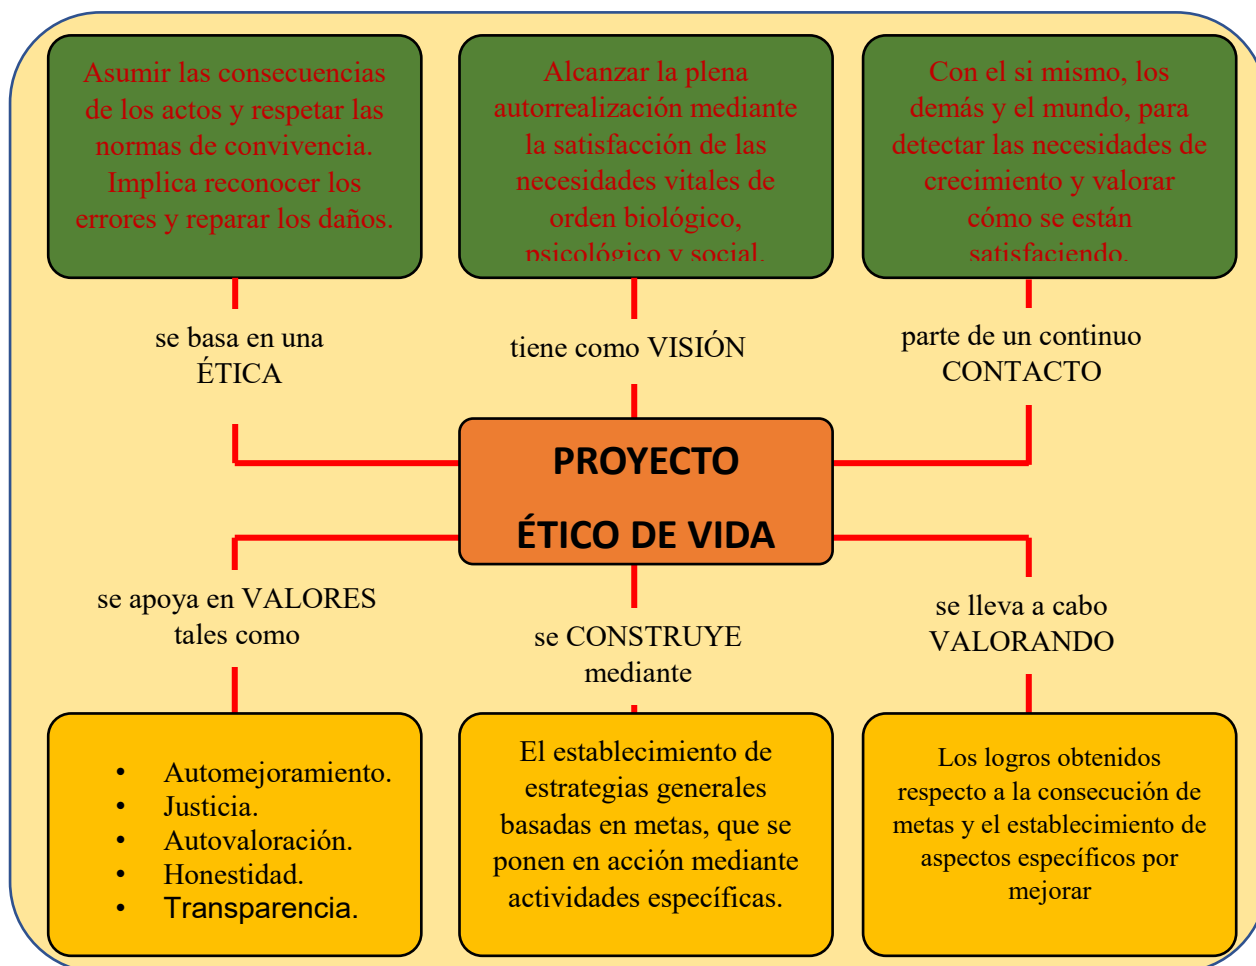 Asumir las consecuencias
de los actos y respetar las
normas de convivencia.
Implica reconocer los
errores y reparar los daños.
Alcanzar la plena
autorrealización mediante
la satisfacción de las
necesidades vitales de
orden biológico,
psicológico y social.
Con el si mismo, los
demás y el mundo, para
detectar las necesidades de
crecimiento y valorar
cómo se están
satisfaciendo.
se basa en una
ÉTICA
tiene como VISIÓN
parte de un continuo
CONTACTO
PROYECTO
ÉTICO DE VIDA
se apoya en VALORES
tales como
se CONSTRUYE
mediante
se lleva a cabo
VALORANDO
• Automejoramiento.
• Justicia.
• Autovaloración.
• Honestidad.
• Transparencia.
El establecimiento de
estrategias generales
basadas en metas, que se
ponen en acción mediante
actividades específicas.
Los logros obtenidos
respecto a la consecución de
metas y el establecimiento de
aspectos específicos por
mejorar